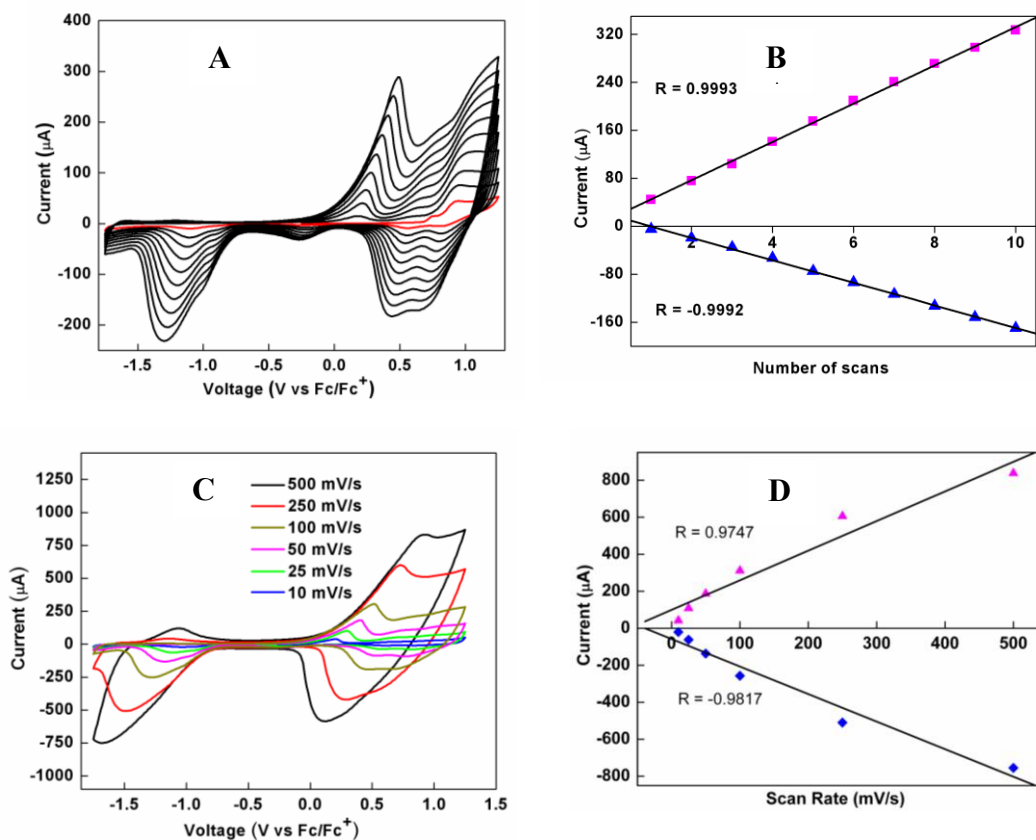 A
400
300
200
100
0
-100
-200
Current (µA)
-1.5 -1.0 -0.5 0.0 0.5 1.0
Voltage (V vs Fc/Fc+)
B
320
240
160
80
0
-80
-160
Current (µA)
R = 0.9993
R = -0.9992
2 4 6 8 10
Number of scans
C
1250
1000
750
500
250
0
-250
-500
-750
-1000
Current (µA)
500 mV/s
250 mV/s
100 mV/s
50 mV/s
25 mV/s
10 mV/s
-1.5 -1.0 -0.5 0.0 0.5 1.0 1.5
Voltage (V vs Fc/Fc+)
D
800
600
400
200
0
-200
-400
-600
-800
Current (µA)
R = 0.9747
R = -0.9817
0 100 200 300 400 500
Scan Rate (mV/s)